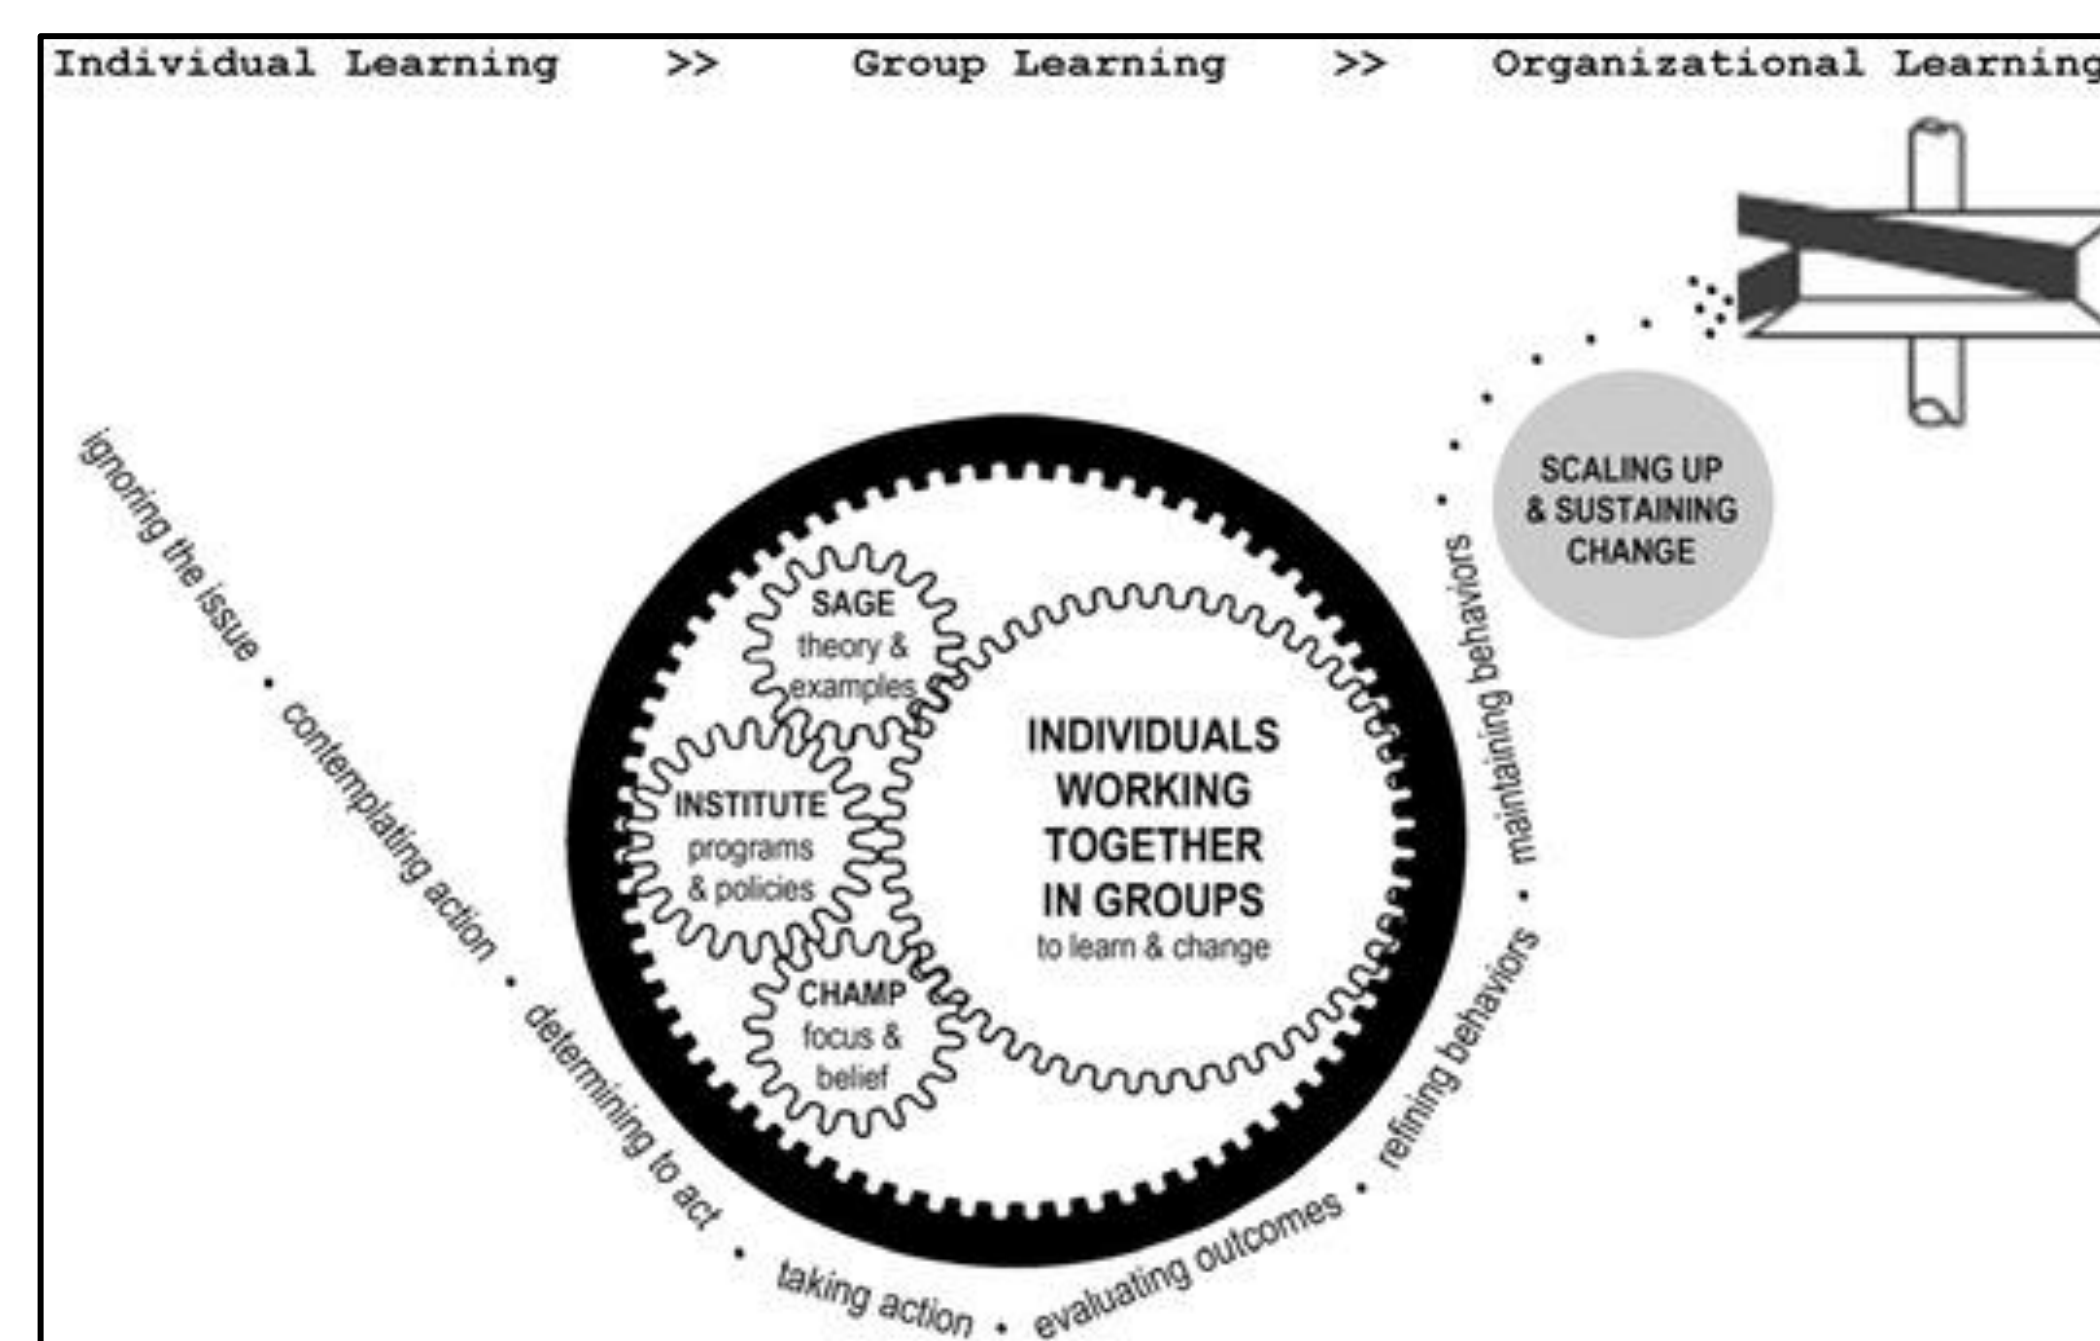 Individual Learning >> Group Learning >> Organizational Learning
SCALING UP
& SUSTAINING
CHANGE
SAGE
theory &
examples
INSTITUTE
programs
& policies
CHAMP
focus &
belief
INDIVIDUALS
WORKING
TOGETHER
IN GROUPS
to learn & change
ignoring the issue • contemplating action • determining to act • taking action • evaluating outcomes • refining behaviors • maintaining behaviors